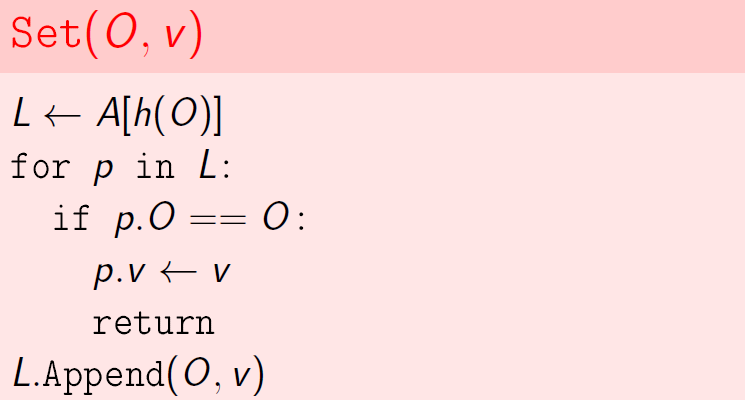 Set(O, v)
L ← A[h(O)]
for p in L:
if p.O == O:
p.v ← v
return
L.Append(O, v)